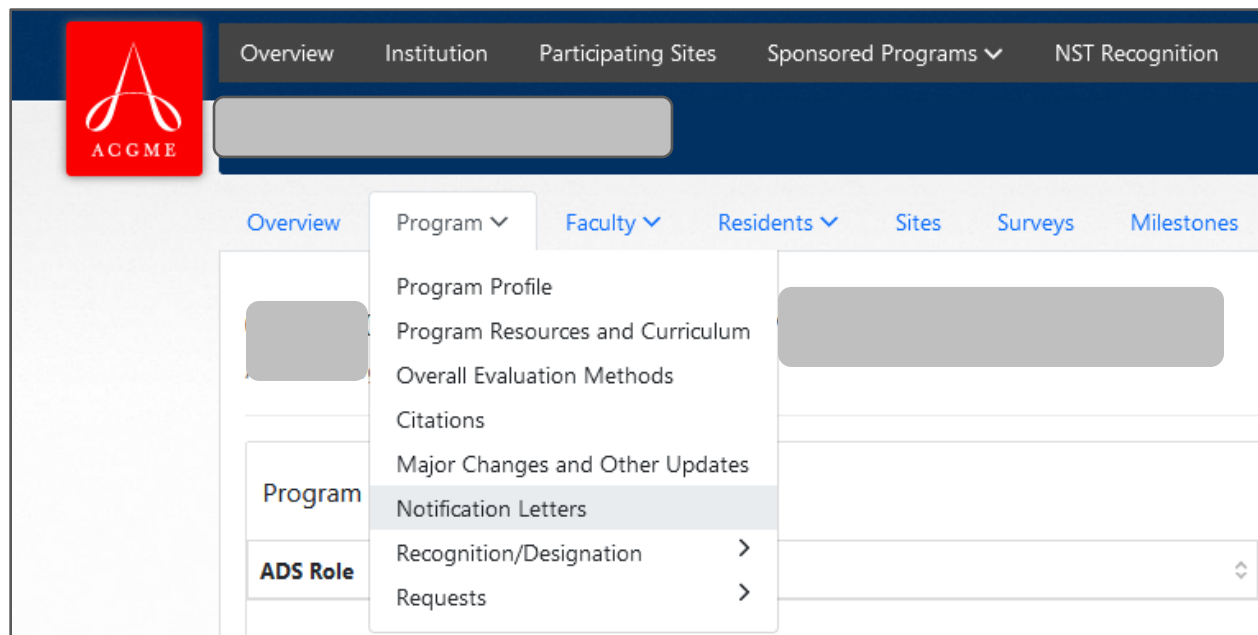 Overview Institution Participating Sites Sponsored Programs NST Recognition
ACGME
Overview Program Faculty Residents Sites Surveys Milestones
Program Profile
Program Resources and Curriculum
Overall Evaluation Methods
Citations
Major Changes and Other Updates
Program
Notification Letters
Recognition/Designation
ADS Role
Requests